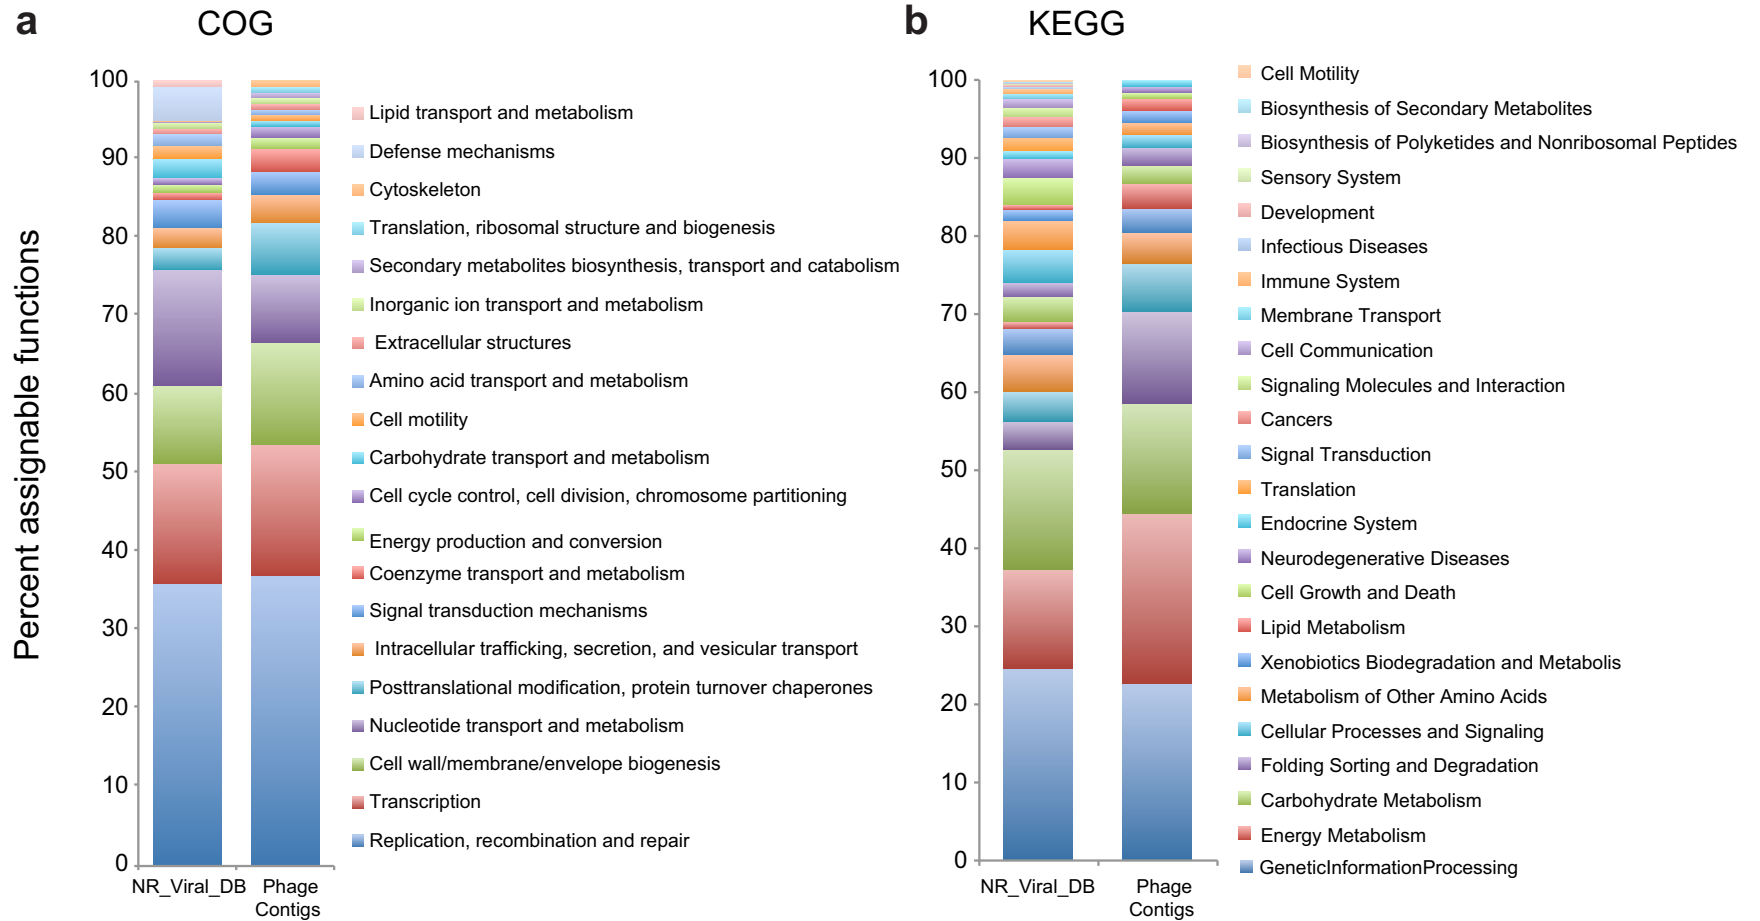 a
COG
Percent assignable functions
100
90
80
70
60
50
40
30
20
10
0
NR_Viral_DB
Phage
Contigs
Lipid transport and metabolism
Defense mechanisms
Cytoskeleton
Translation, ribosomal structure and biogenesis
Secondary metabolites biosynthesis, transport and catabolism
Inorganic ion transport and metabolism
Extracellular structures
Amino acid transport and metabolism
Cell motility
Carbohydrate transport and metabolism
Cell cycle control, cell division, chromosome partitioning
Energy production and conversion
Coenzyme transport and metabolism
Signal transduction mechanisms
Intracellular trafficking, secretion, and vesicular transport
Posttranslational modification, protein turnover chaperones
Nucleotide transport and metabolism
Cell wall/membrane/envelope biogenesis
Transcription
Replication, recombination and repair
b
KEGG
100
90
80
70
60
50
40
30
20
10
0
NR_Viral_DB
Phage
Contigs
Cell Motility
Biosynthesis of Secondary Metabolites
Biosynthesis of Polyketides and Nonribosomal Peptides
Sensory System
Development
Infectious Diseases
Immune System
Membrane Transport
Cell Communication
Signaling Molecules and Interaction
Cancers
Signal Transduction
Translation
Endocrine System
Neurodegenerative Diseases
Cell Growth and Death
Lipid Metabolism
Xenobiotics Biodegradation and Metabolis
Metabolism of Other Amino Acids
Cellular Processes and Signaling
Folding Sorting and Degradation
Carbohydrate Metabolism
Energy Metabolism
GeneticInformationProcessing